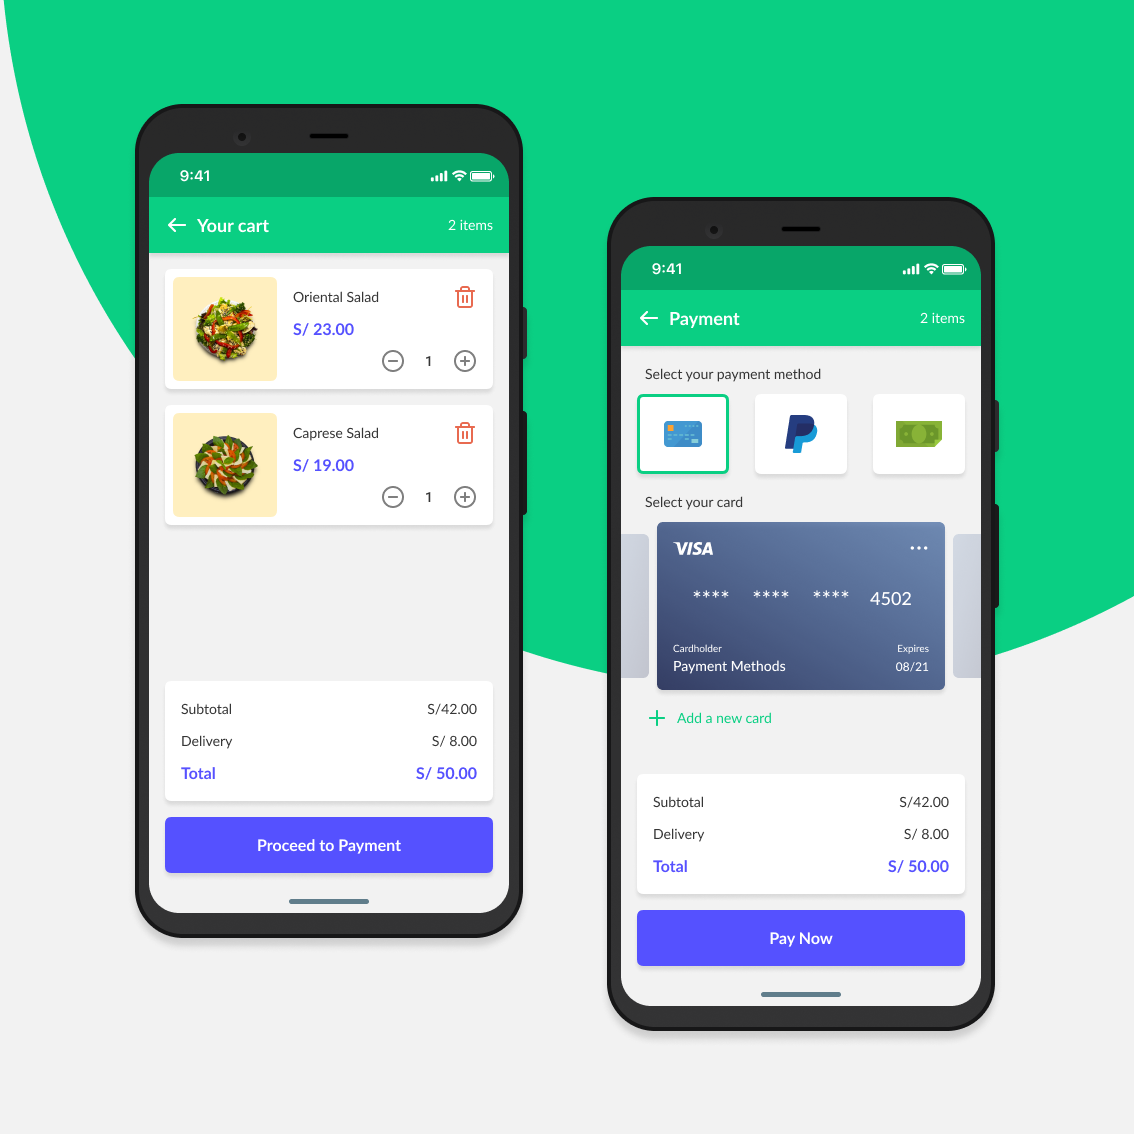 9:41
Your cart
2 items
Oriental Salad
S/ 23.00
1
Caprese Salad
S/ 19.00
1
Subtotal S/42.00
Delivery S/ 8.00
Total S/ 50.00
Proceed to Payment
9:41
Payment
2 items
Select your payment method
Select your card
VISA
**** **** **** 4502
Cardholder Expires
Payment Methods 08/21
Add a new card
Subtotal S/42.00
Delivery S/ 8.00
Total S/ 50.00
Pay Now